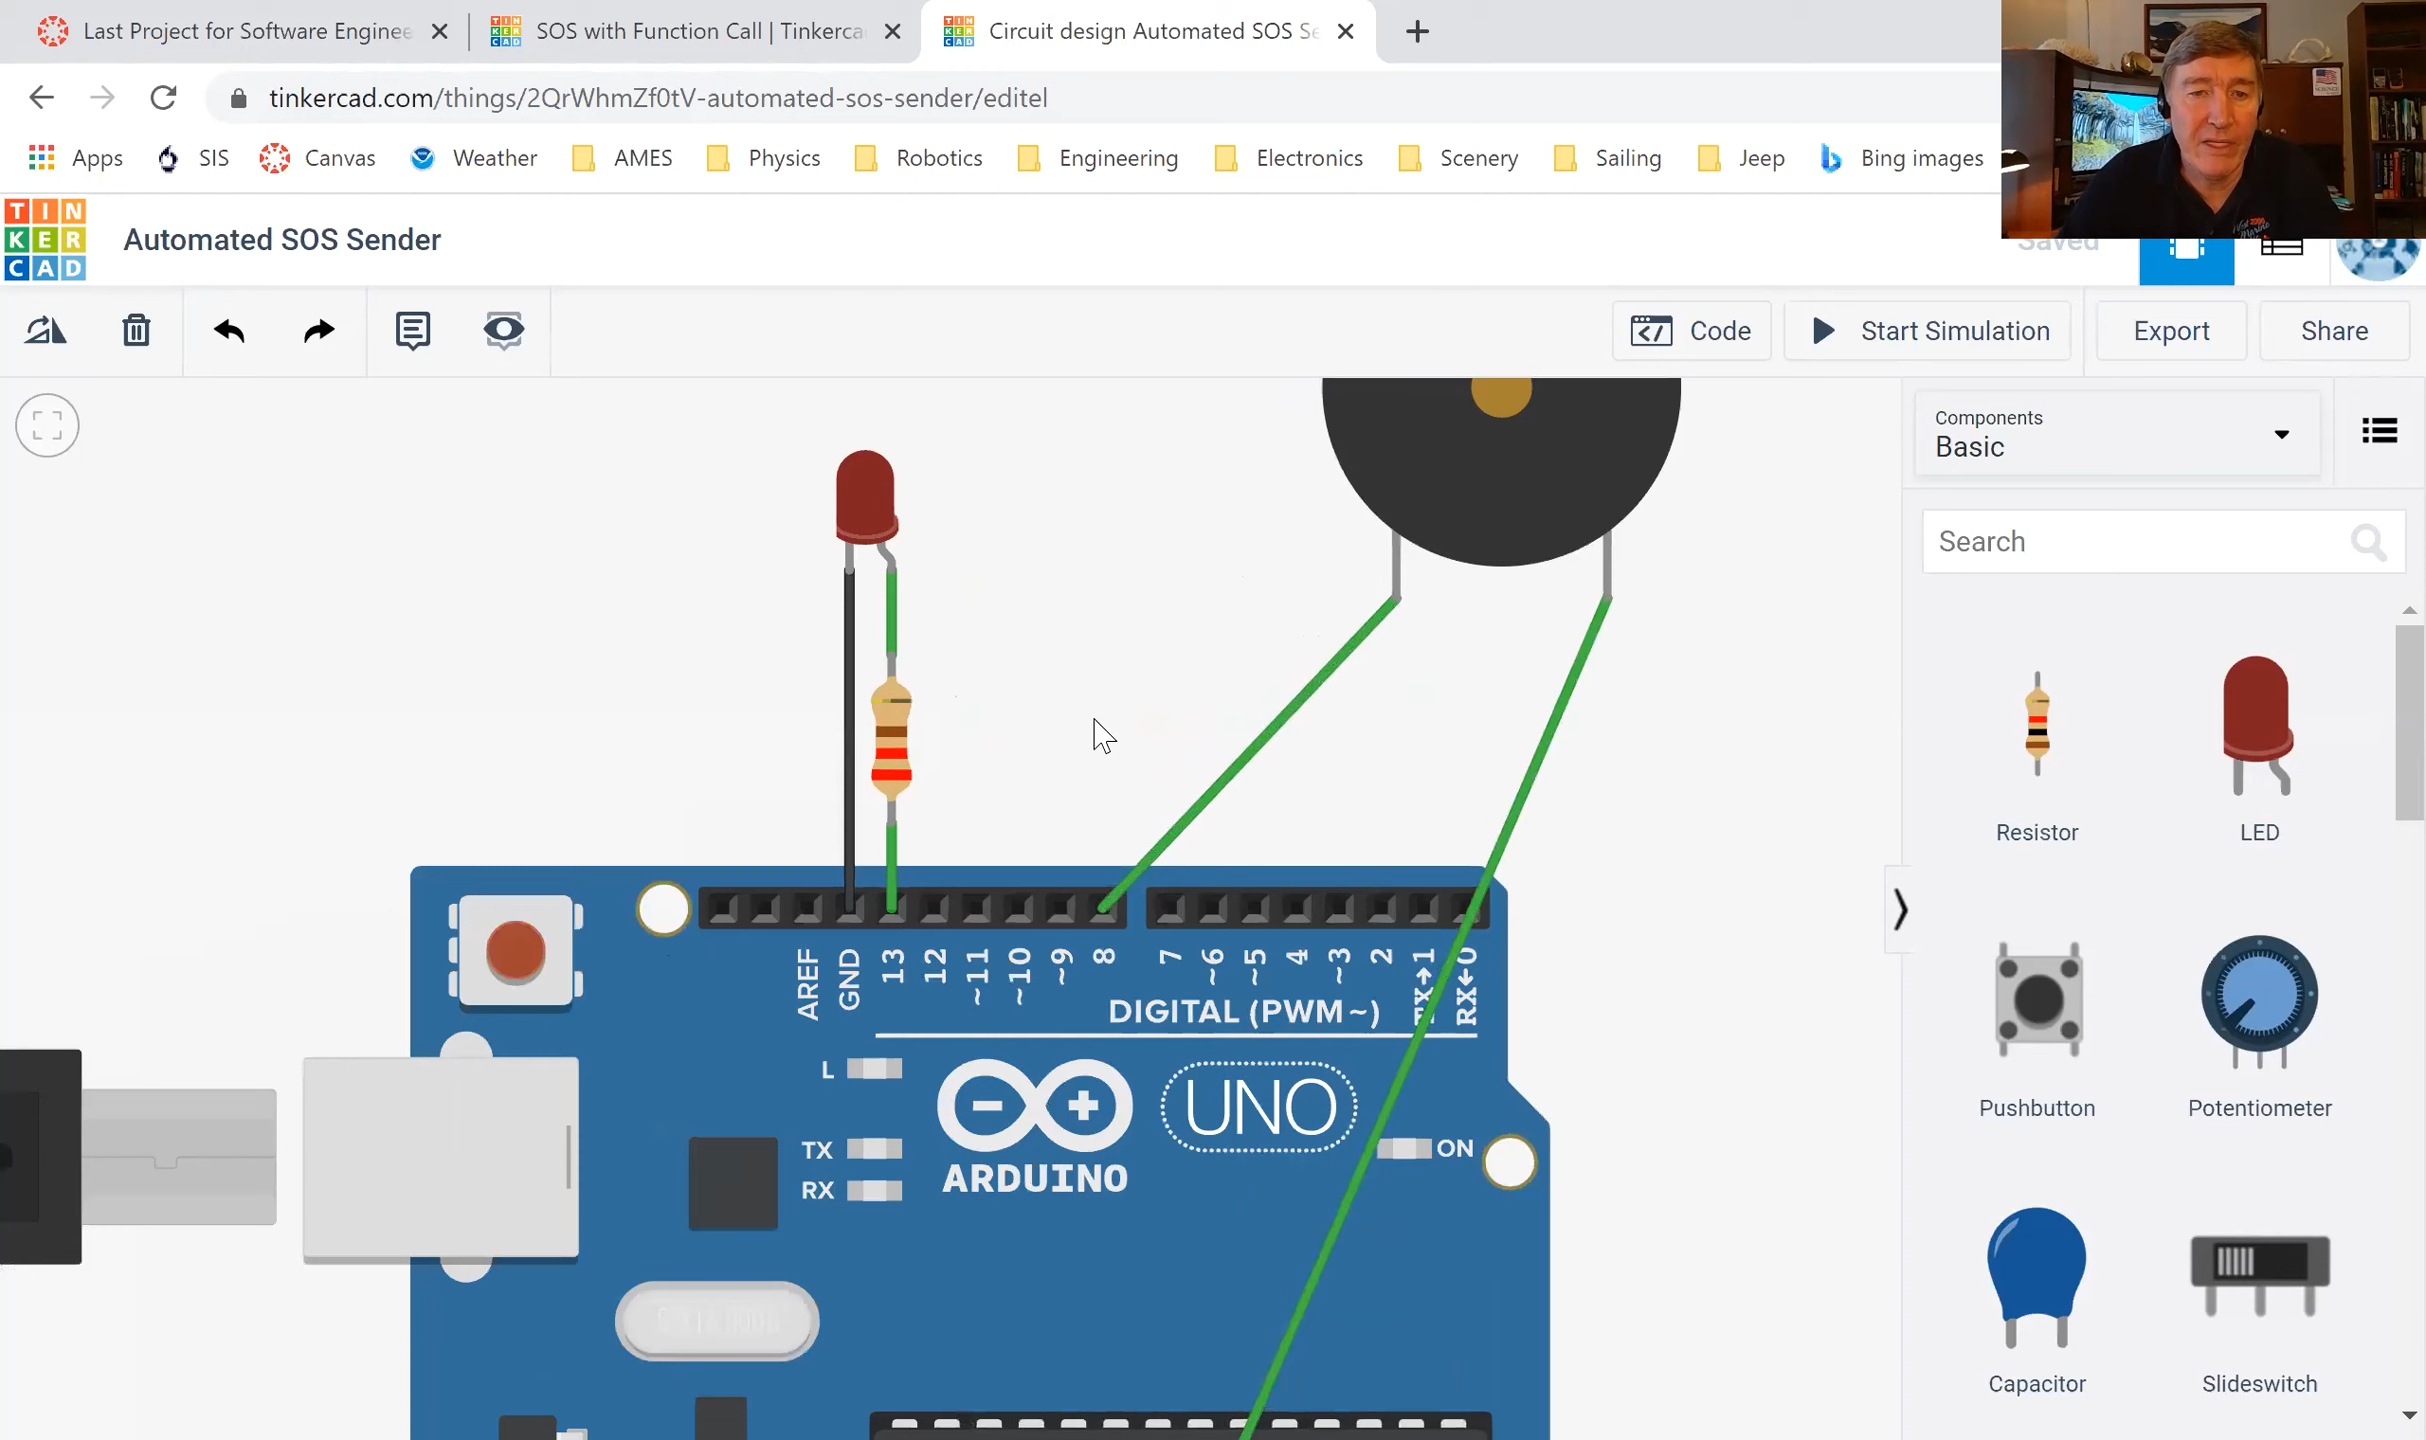 Last Project for Software Enginee
SOS with Function Call | Tinkerca
Circuit design Automated SOS Se
tinkercad.com/things/2QrWhmZf0tV-automated-sos-sender/editel
Apps
SIS
Canvas
Weather
AMES
Physics
Robotics
Engineering
Electronics
Scenery
Sailing
Jeep
Bing images
TIN
KER
CAD
Automated SOS Sender
Saved
Code
Start Simulation
Export
Share
Components
Basic
Search
Resistor
LED
Pushbutton
Potentiometer
Capacitor
Slideswitch
AREF
GND
13
12
~11
~10
~9
8
7
~6
~5
4
~3
2
TX→1
RX←0
DIGITAL (PWM~)
L
TX
RX
ARDUINO
UNO
ON